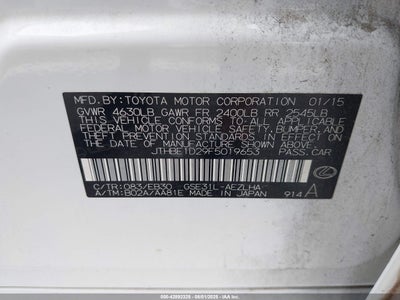 MFD. BY: TOYOTA MOTOR CORPORATION 01/15
GVWR 4630LB GAWR FR 2400LB RR 2545LB
THIS VEHICLE CONFORMS TO ALL APPLICABLE
FEDERAL MOTOR VEHICLE SAFETY, BUMPER, AND
THEFT PREVENTION STANDARDS IN EFFECT ON
THE DATE OF MANUFACTURE SHOWN ABOVE.
JTHBE1D29F5019653 PASS. CAR
C/TR: 083/EB30 GSE31L-AEZLHA
A/TM: B02A/AA81E MADE IN JAPAN 914 A